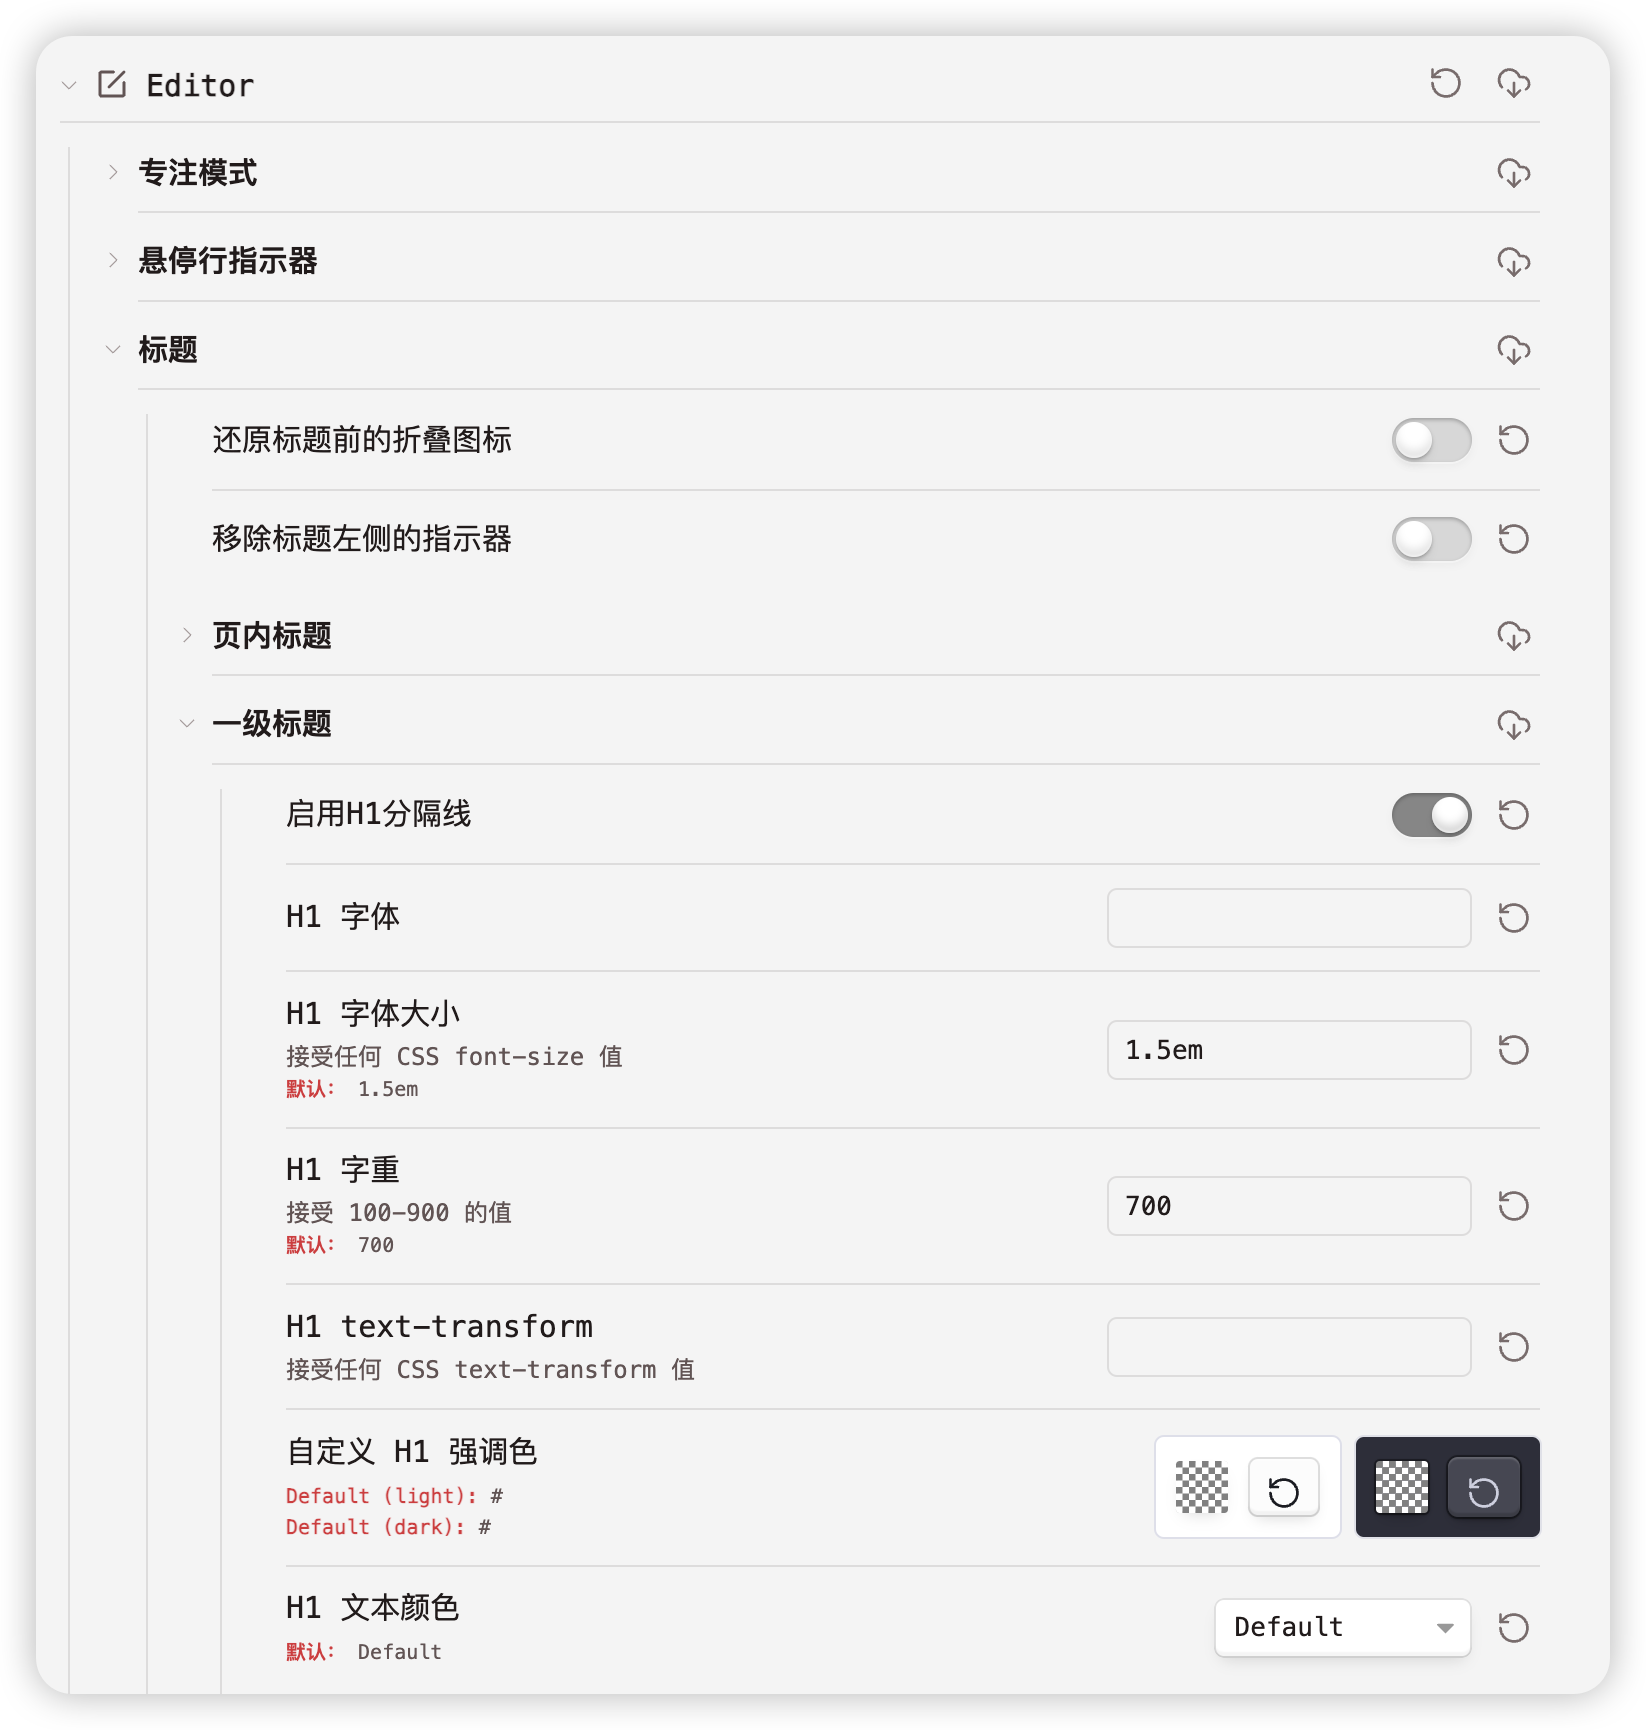 Editor
专注模式
悬停行指示器
标题
还原标题前的折叠图标
移除标题左侧的指示器
页内标题
一级标题
启用H1分隔线
H1 字体
H1 字体大小
接受任何 CSS font-size 值
默认: 1.5em
1.5em
H1 字重
接受 100-900 的值
默认: 700
700
H1 text-transform
接受任何 CSS text-transform 值
自定义 H1 强调色
Default (light): #
Default (dark): #
H1 文本颜色
默认: Default
Default